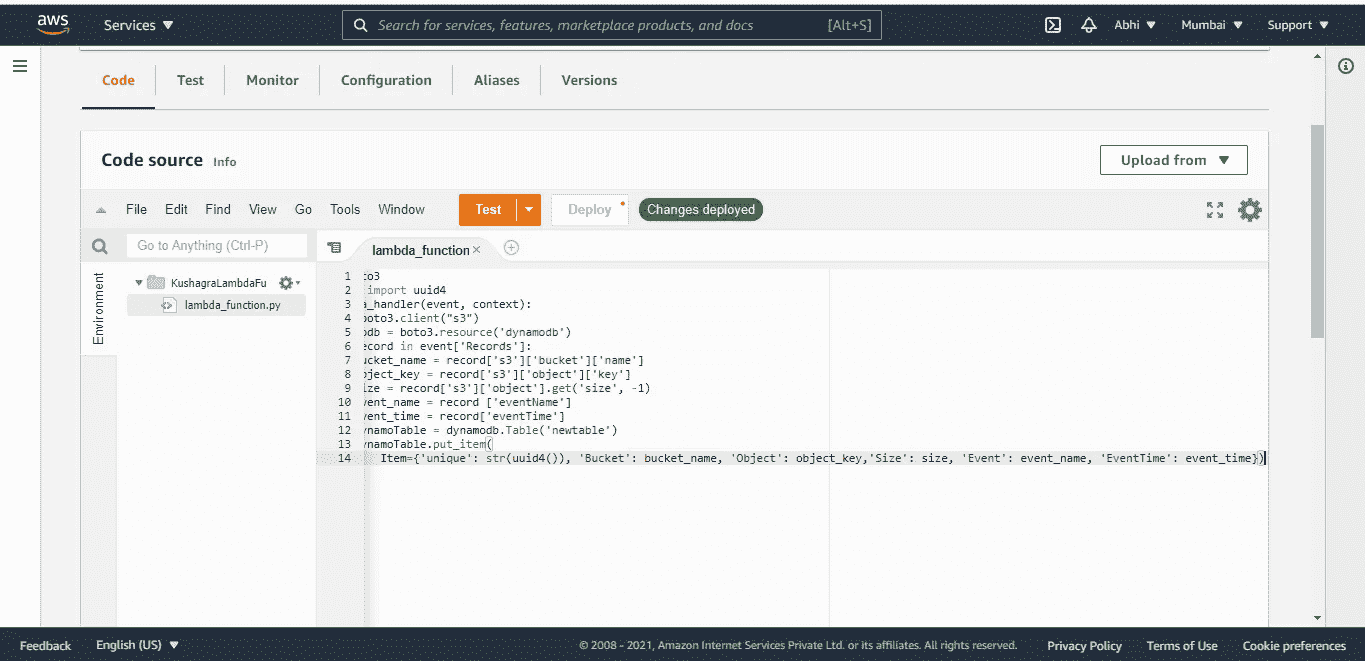 aws
Services ▼
Search for services, features, marketplace products, and docs [Alt+S]
Abhi ▼
Mumbai ▼
Support ▼
Code
Test
Monitor
Configuration
Aliases
Versions
Code source Info
Upload from ▼
File Edit Find View Go Tools Window
Test
Deploy
Changes deployed
Go to Anything (Ctrl-P)
lambda_function
Environment
KushagraLambdaFu
lambda_function.py
1 to3
2 import uuid4
3 a_handler(event, context):
4 boto3.client("s3")
5 odb = boto3.resource('dynamodb')
6 ecord in event['Records']:
7 ucket_name = record['s3']['bucket']['name']
8 bject_key = record['s3']['object']['key']
9 ize = record['s3']['object'].get('size', -1)
10 vent_name = record ['eventName']
11 vent_time = record['eventTime']
12 ynamoTable = dynamodb.Table('newtable')
13 ynamoTable.put_item(
14 Item={'unique': str(uuid4()), 'Bucket': bucket_name, 'Object': object_key,'Size': size, 'Event': event_name, 'EventTime': event_time})
Feedback
English (US) ▼
© 2008 - 2021, Amazon Internet Services Private Ltd. or its affiliates. All rights reserved.
Privacy Policy
Terms of Use
Cookie preferences